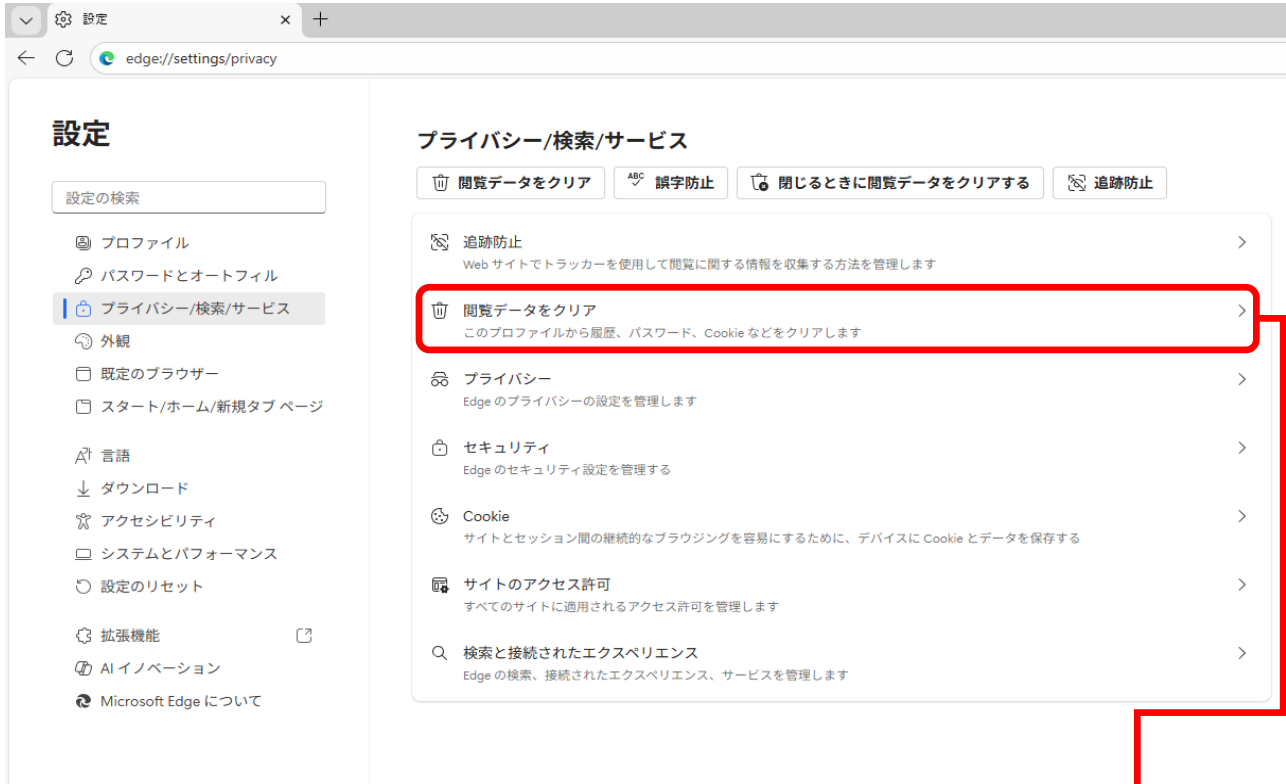 設定
edge://settings/privacy
設定
設定の検索
プロファイル
パスワードとオートフィル
プライバシー/検索/サービス
外観
既定のブラウザー
スタート/ホーム/新規タブ ページ
言語
ダウンロード
アクセシビリティ
システムとパフォーマンス
設定のリセット
拡張機能
AI イノベーション
Microsoft Edge について
プライバシー/検索/サービス
閲覧データをクリア
ABC 誤字防止
閉じるときに閲覧データをクリアする
追跡防止
追跡防止
Web サイトでトラッカーを使用して閲覧に関する情報を収集する方法を管理します
閲覧データをクリア
このプロファイルから履歴、パスワード、Cookie などをクリアします
プライバシー
Edge のプライバシーの設定を管理します
セキュリティ
Edge のセキュリティ設定を管理する
Cookie
サイトとセッション間の継続的なブラウジングを容易にするために、デバイスに Cookie とデータを保存する
サイトのアクセス許可
すべてのサイトに適用されるアクセス許可を管理します
検索と接続されたエクスペリエンス
Edge の検索、接続されたエクスペリエンス、サービスを管理します